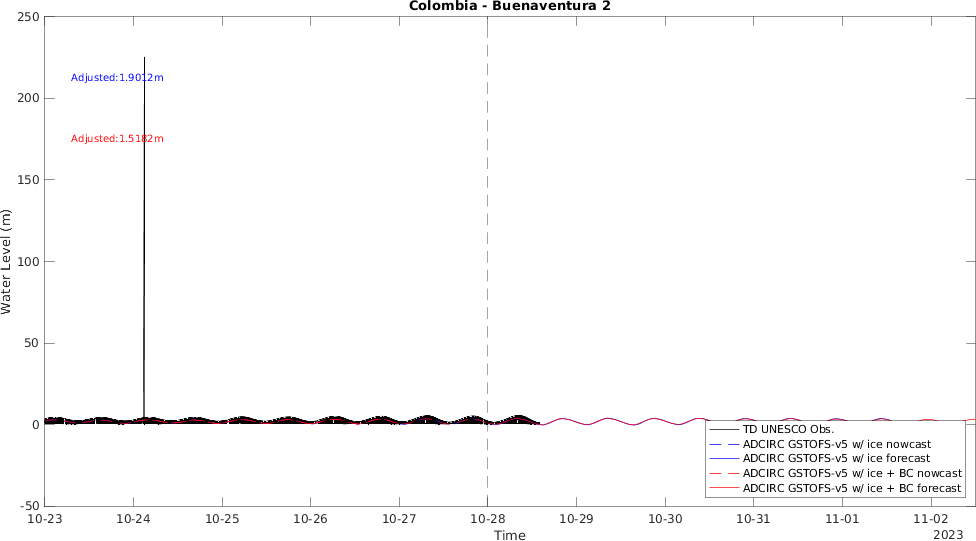 Colombia - Buenaventura 2
250
200
150
100
50
0
-50
Water Level (m)
Adjusted:1.9012m
Adjusted:1.5182m
TD UNESCO Obs.
ADCIRC GSTOFS-v5 w/ ice nowcast
ADCIRC GSTOFS-v5 w/ ice forecast
ADCIRC GSTOFS-v5 w/ ice + BC nowcast
ADCIRC GSTOFS-v5 w/ ice + BC forecast
10-23 10-24 10-25 10-26 10-27 10-28 10-29 10-30 10-31 11-01 11-02
Time
2023